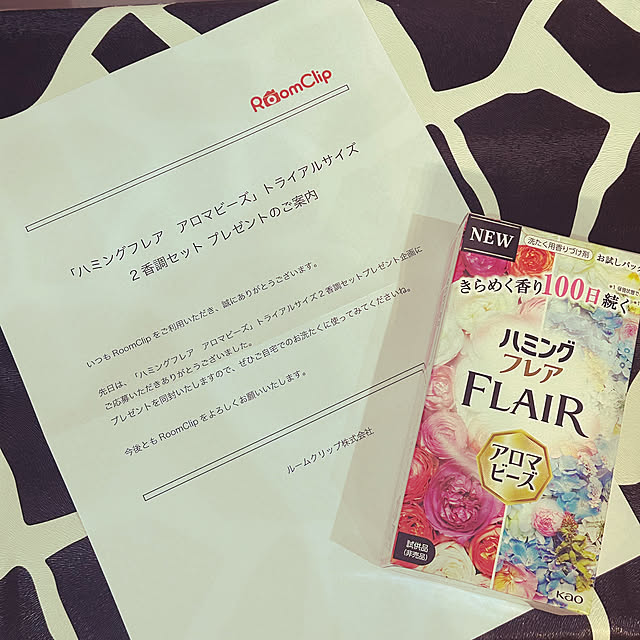 RoomClip
「ハミングフレア アロマビーズ」トライアルサイズ
2香調セット プレゼントのご案内
いつもRoomClipをご利用いただき、誠にありがとうございます。
先日は、「ハミングフレア アロマビーズ」トライアルサイズ2香調セットプレゼント企画に
ご応募いただきありがとうございました。
プレゼントを同封いたしますので、ぜひご自宅でのお洗たくに使ってみてくださいね。
今後ともRoomClipをよろしくお願いいたします。
ルームクリップ株式会社
NEW
洗たく用香りづけ剤
お試しパッ
きらめく香り100日続く
ハミング
フレア
FLAIR
アロマ
ビーズ
試供品
(非売品)
Kao